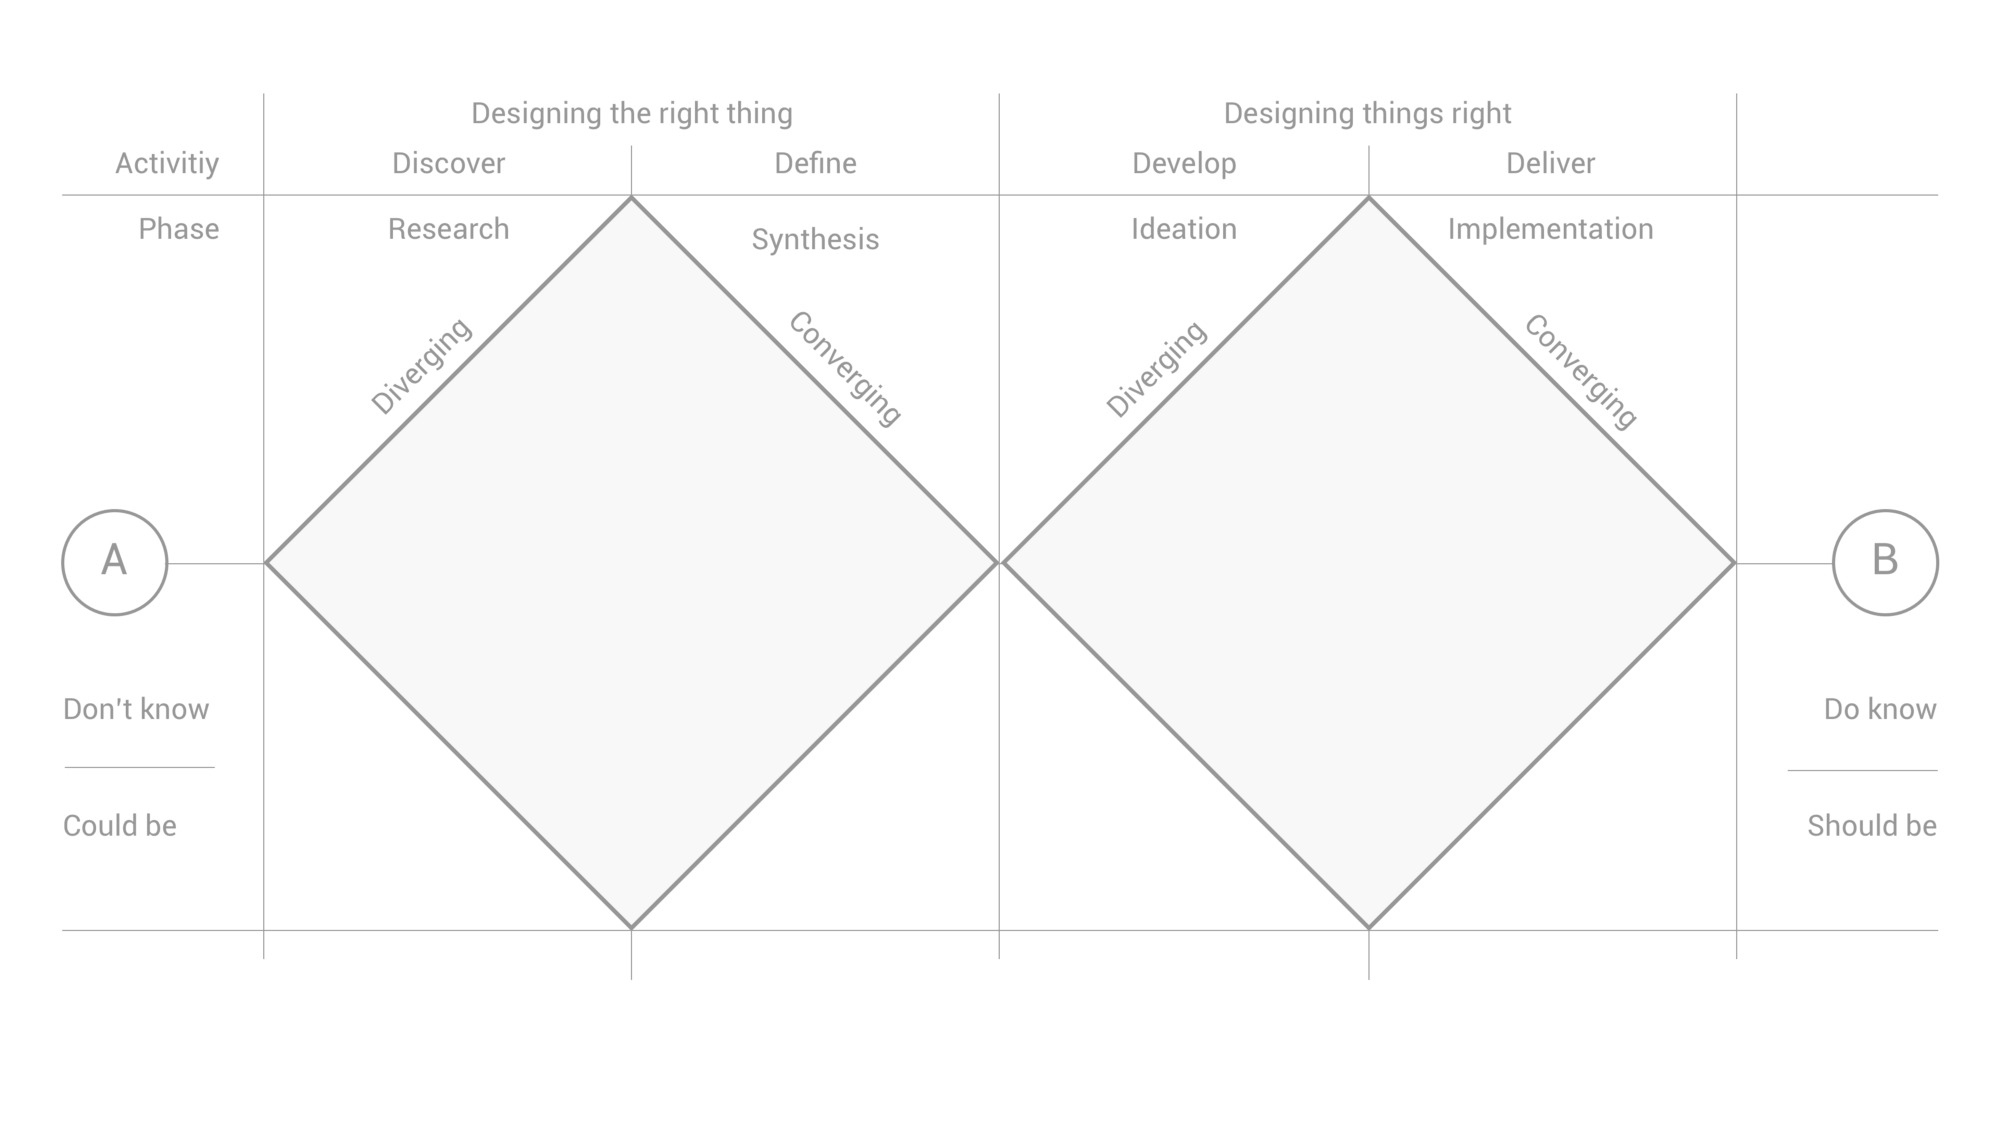 Designing the right thing
Designing things right
Activitiy
Discover
Define
Develop
Deliver
Phase
Research
Synthesis
Ideation
Implementation
Diverging
Converging
Diverging
Converging
A
B
Don't know
Do know
Could be
Should be